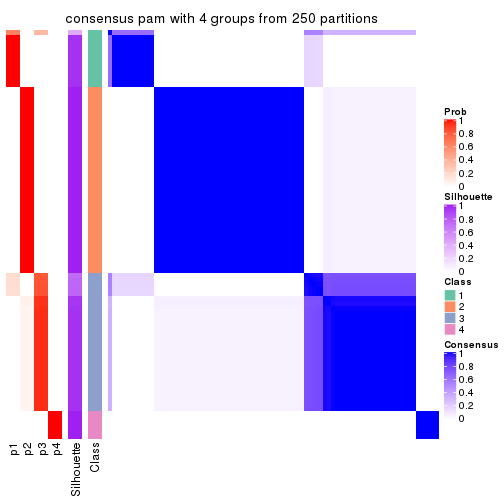 consensus pam with 4 groups from 250 partitions
Prob
1
0.8
0.6
0.4
0.2
0
Silhouette
1
0.8
0.6
0.4
0.2
0
Class
1
2
3
4
Consensus
1
0.8
0.6
0.4
0.2
0
p1
p2
p3
p4
Silhouette
Class